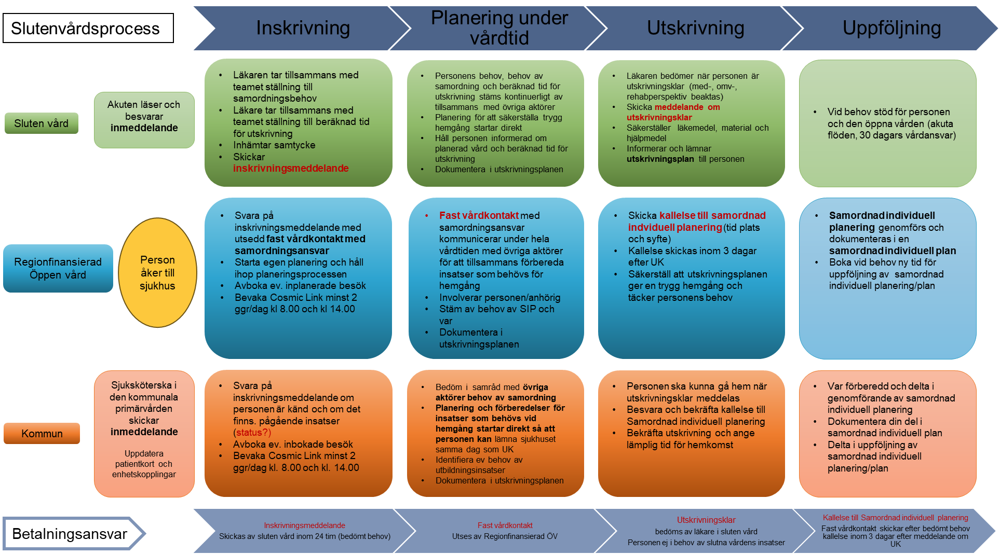 Slutenvårdsprocess
Inskrivning
Planering under
vårdtid
Utskrivning
Uppföljning
Sluten vård
Akuten läser och
besvarar
inmeddelande
• Läkaren tar tillsammans med
teamet ställning till
samordningsbehov
• Läkare tar tillsammans med
teamet ställning till beräknad tid
för utskrivning
• Inhämtar samtycke
• Skickar
inskrivningsmeddelande
• Personens behov, behov av
samordning och beräknad tid för
utskrivning stäms kontinuerligt av
tillsammans med övriga aktörer
• Planering för att säkerställa trygg
hemgång startar direkt
• Håll personen informerad om
planerad vård och beräknad tid för
utskrivning
• Dokumentera i utskrivningsplanen
• Läkaren bedömer när personen är
utskrivningsklar (med-, omv-,
rehabperspektiv beaktas)
• Skicka meddelande om
utskrivningsklar
• Säkerställer läkemedel, material och
hjälpmedel
• Informerar och lämnar
utskrivningsplan till personen
• Vid behov stöd för personen
och den öppna vården (akuta
flöden, 30 dagars vårdansvar)
Regionfinansierad
Öppen vård
Person
åker till
sjukhus
• Svara på
inskrivningsmeddelande med
utsedd fast vårdkontakt med
samordningsansvar
• Starta egen planering och håll
ihop planeringsprocessen
• Avboka ev. inplanerade besök
• Bevaka Cosmic Link minst 2
ggr/dag kl 8.00 och kl 14.00
• Fast vårdkontakt med
samordningsansvar
kommunicerar under hela
vårdtiden med övriga aktörer
för att tillsammans förbereda
insatser som behövs för
hemgång
• Involverar personen/anhörig
• Stäm av behov av SIP och
var
• Dokumentera i
utskrivningsplanen
• Skicka kallelse till samordnad
indviduell planering (tid plats
och syfte)
• Kallelse skickas inom 3 dagar
efter UK
• Säkerställ att utskrivningsplanen
ger en trygg hemgång och
täcker personens behov
• Samordnad individuell
planering genomförs och
dokumenteras i en
samordnad individuell plan
• Boka vid behov ny tid för
uppföljning av samordnad
individuell planering/plan
Kommun
Sjuksköterska i
den kommunala
primärvården
skickar
inmeddelande
Uppdatera
patientkort och
enhetskopplingar
• Svara på
inskrivningsmeddelande om
personen är känd och om det
finns. pågående insatser
(status?)
• Avboka ev. inbokade besök
• Bevaka Cosmic Link minst 2
ggr/dag kl. 8.00 och kl. 14.00
• Bedöm i samråd med övriga
aktörer behov av samordning
• Planering och förberedelser för
insatser som behövs vid
hemgång startar direkt så att
personen kan lämna sjukhuset
samma dag som UK
• Identifiera ev behov av
utbildningsinsatser
• Dokumentera i utskrivningsplanen
• Personen ska kunna gå hem när
utskrivningsklar meddelas
• Besvara och bekräfta kallelse till
Samordnad individuell planering
• Bekräfta utskrivning och ange
lämplig tid för hemkomst
• Var förberedd och delta i
genomförande av samordnad
individuell planering
• Dokumentera din del i
samordnad individuell plan
• Delta i uppföljning av
samordnad individuell
planering/plan
Betalningsansvar
Inskrivningsmeddelande
Skickas av sluten vård inom 24 tim (bedömt behov)
Fast vårdkontakt
Utses av Regionfinansierad ÖV
Utskrivningsklar
bedöms av läkare i sluten vård
Personen ej i behov av slutna vårdens insatser
Kallelse till Samordnad individuell planering
Fast vårdkontakt skickar efter bedömt behov
kallelse inom 3 dagar efter meddelande om
UK